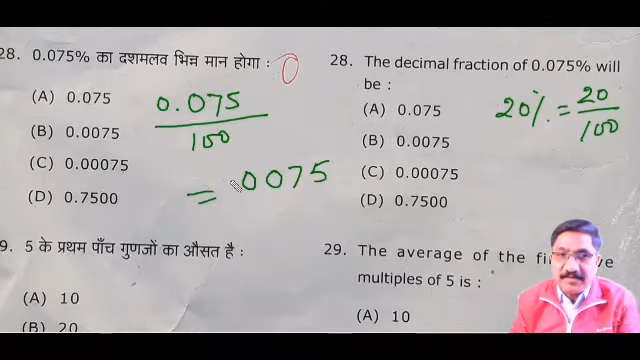 28. 0.075% का दशमलव भिन्न मान होगा :
(A) 0.075
(B) 0.0075
(C) 0.00075
(D) 0.7500
0.075
100
= 0075
9. 5 के प्रथम पाँच गुणजों का औसत है :
(A) 10
(B) 20
28. The decimal fraction of 0.075% will
be :
(A) 0.075
(B) 0.0075
(C) 0.00075
(D) 0.7500
20% = 20
100
29. The average of the
multiples of 5 is :
(A) 10